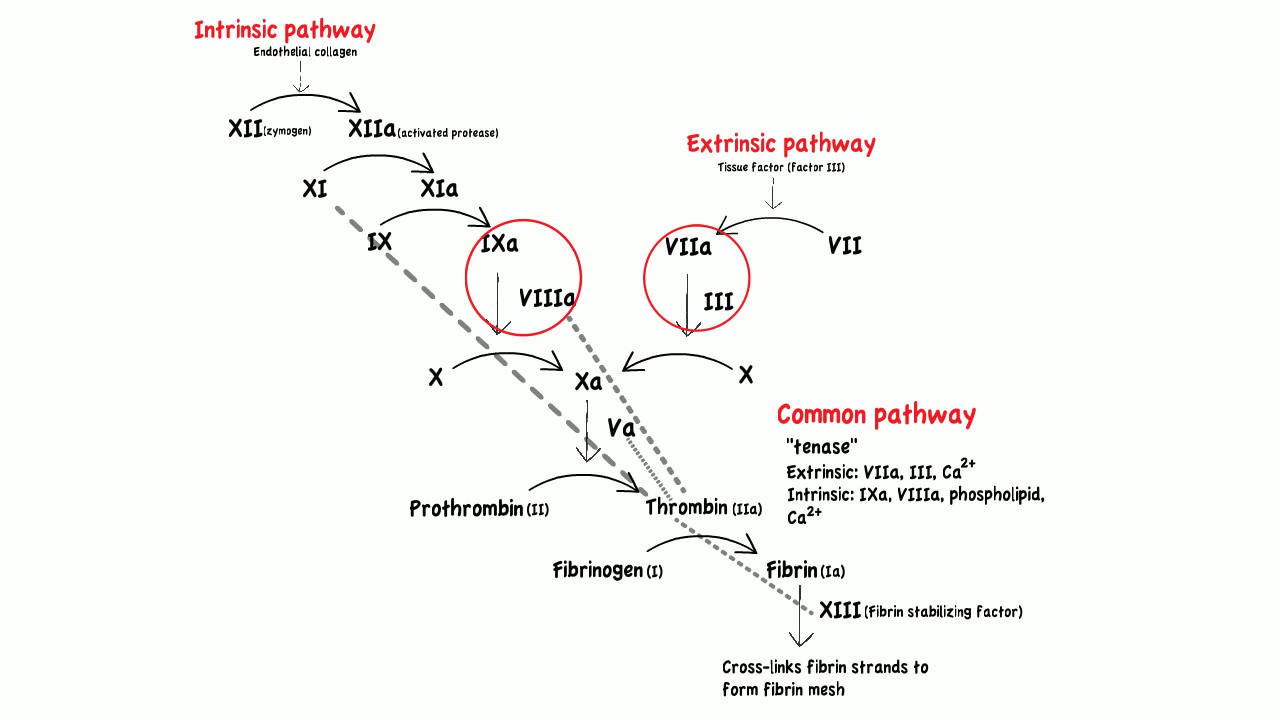 Intrinsic pathway
Endothelial collagen
XII (zymogen)
XIIa (activated protease)
Extrinsic pathway
Tissue factor (factor III)
XI
XIa
IX
IXa
VIIa
VII
VIIIa
III
X
Xa
X
Common pathway
Va
"tenase"
Extrinsic: VIIa, III, Ca2+
Intrinsic: IXa, VIIIa, phospholipid,
Ca2+
Prothrombin (II)
Thrombin (IIa)
Fibrinogen (I)
Fibrin (Ia)
XIII (Fibrin stabilizing factor)
Cross-links fibrin strands to
form fibrin mesh